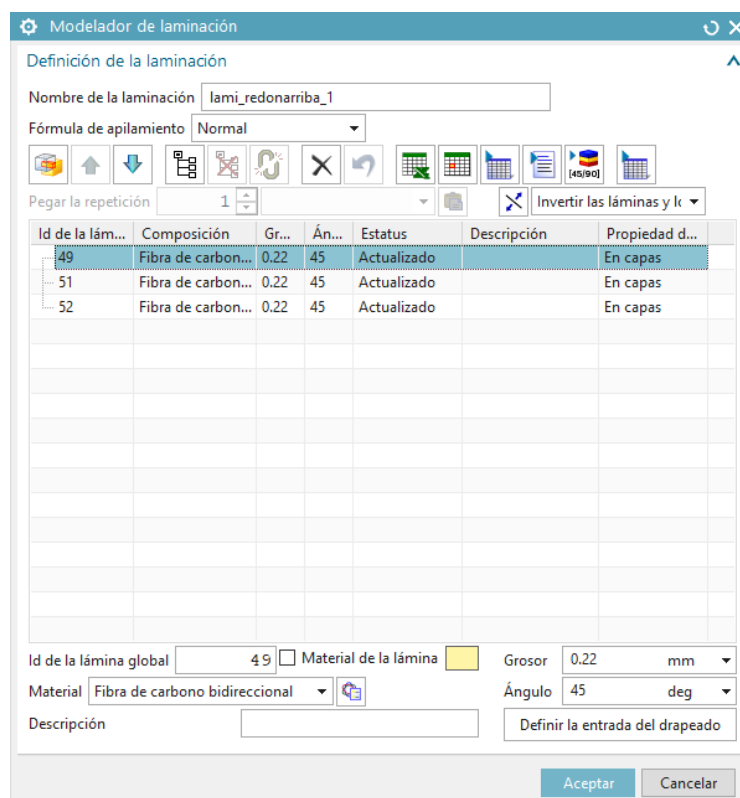 Modelador de laminación
Definición de la laminación
Nombre de la laminación lami_redonarriba_1
Fórmula de apilamiento Normal
[45/90]
Pegar la repetición 1 Invertir las láminas y lc
Id de la lám... Composición Gr... Án... Estatus Descripción Propiedad d...
49 Fibra de carbon... 0.22 45 Actualizado En capas
51 Fibra de carbon... 0.22 45 Actualizado En capas
52 Fibra de carbon... 0.22 45 Actualizado En capas
Id de la lámina global 49 Material de la lámina Grosor 0.22 mm
Material Fibra de carbono bidireccional Ángulo 45 deg
Descripción Definir la entrada del drapeado
Aceptar Cancelar